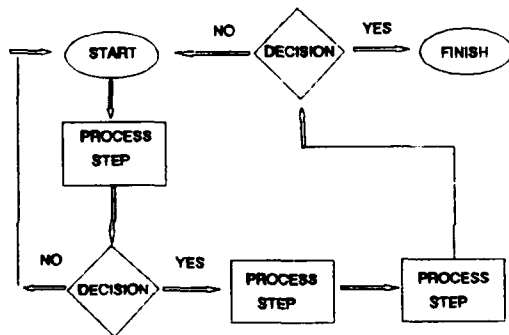 NO
YES
START
DECISION
FINISH
PROCESS
STEP
NO
YES
DECISION
PROCESS
STEP
PROCESS
STEP